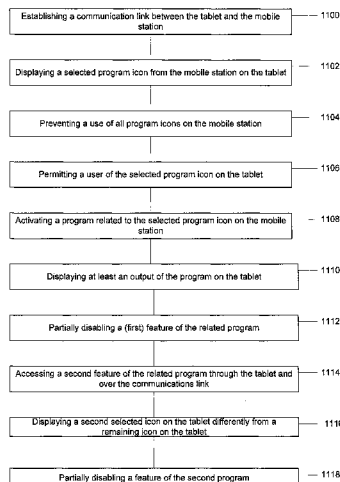 Establishing a communication link between the tablet and the mobile
station
1100
Displaying a selected program icon from the mobile station on the tablet
1102
Preventing a use of all program icons on the mobile station
1104
Permitting a user of the selected program icon on the tablet
1106
Activating a program related to the selected program icon on the mobile
station
1108
Displaying at least an output of the program on the tablet
1110
Partially disabling a (first) feature of the related program
1112
Accessing a second feature of the related program through the tablet and
over the communications link
1114
Displaying a second selected icon on the tablet differently from a
remaining icon on the tablet
1116
Partially disabling a feature of the second program
1118